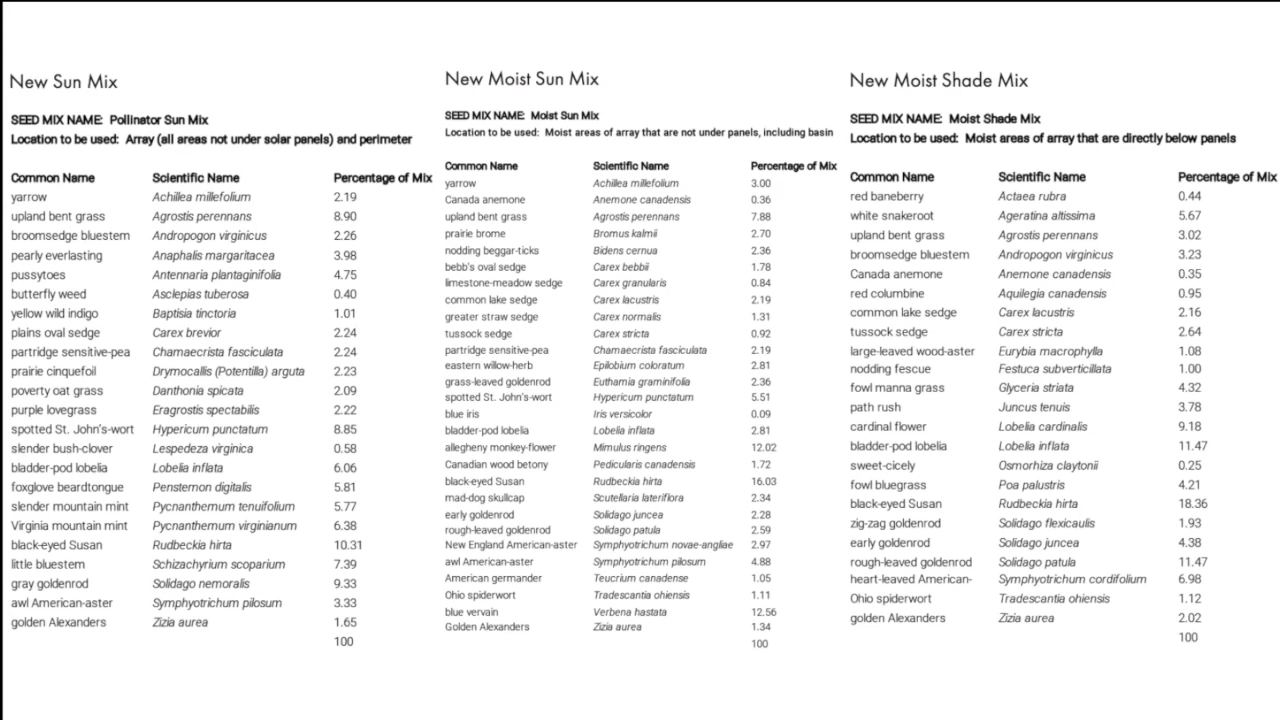 New Sun Mix
SEED MIX NAME: Pollinator Sun Mix
Location to be used: Array (all areas not under solar panels) and perimeter
Common Name Scientific Name Percentage of Mix
yarrow Achillea millefolium 2.19
upland bent grass Agrostis perennans 8.90
broomsedge bluestem Andropogon virginicus 2.26
pearly everlasting Anaphalis margaritacea 3.98
pussytoes Antennaria plantaginifolia 4.75
butterfly weed Asclepias tuberosa 0.40
yellow wild indigo Baptisia tinctoria 1.01
plains oval sedge Carex brevior 2.24
partridge sensitive-pea Chamaecrista fasciculata 2.24
prairie cinquefoil Drymocallis (Potentilla) arguta 2.23
poverty oat grass Danthonia spicata 2.09
purple lovegrass Eragrostis spectabilis 2.22
spotted St. John's-wort Hypericum punctatum 8.85
slender bush-clover Lespedeza virginica 0.58
bladder-pod lobelia Lobelia inflata 6.06
foxglove beardtongue Penstemon digitalis 5.81
slender mountain mint Pycnanthemum tenuifolium 5.77
Virginia mountain mint Pycnanthemum virginianum 6.38
black-eyed Susan Rudbeckia hirta 10.31
little bluestem Schizachyrium scoparium 7.39
gray goldenrod Solidago nemoralis 9.33
awl American-aster Symphyotrichum pilosum 3.33
golden Alexanders Zizia aurea 1.65
100
New Moist Sun Mix
SEED MIX NAME: Moist Sun Mix
Location to be used: Moist areas of array that are not under panels, including basin
Common Name Scientific Name Percentage of Mix
yarrow Achillea millefolium 3.00
Canada anemone Anemone canadensis 0.36
upland bent grass Agrostis perennans 7.88
prairie brome Bromus kalmii 2.70
nodding beggar-ticks Bidens cernua 2.36
bebb's oval sedge Carex bebbii 1.78
limestone-meadow sedge Carex granularis 0.84
common lake sedge Carex lacustris 2.19
greater straw sedge Carex normalis 1.31
tussock sedge Carex stricta 0.92
partridge sensitive-pea Chamaecrista fasciculata 2.19
eastern willow-herb Epilobium coloratum 2.81
grass-leaved goldenrod Euthamia graminifolia 2.36
spotted St. John's-wort Hypericum punctatum 5.51
blue iris Iris versicolor 0.09
bladder-pod lobelia Lobelia inflata 2.81
allegheny monkey-flower Mimulus ringens 12.02
Canadian wood betony Pedicularis canadensis 1.72
black-eyed Susan Rudbeckia hirta 16.03
mad-dog skullcap Scutellaria lateriflora 2.34
early goldenrod Solidago juncea 2.28
rough-leaved goldenrod Solidago patula 2.59
New England American-aster Symphyotrichum novae-angliae 2.97
awl American-aster Symphyotrichum pilosum 4.88
American germander Teucrium canadense 1.05
Ohio spiderwort Tradescantia ohiensis 1.11
blue vervain Verbena hastata 12.56
Golden Alexanders Zizia aurea 1.34
100
New Moist Shade Mix
SEED MIX NAME: Moist Shade Mix
Location to be used: Moist areas of array that are directly below panels
Common Name Scientific Name Percentage of Mix
red baneberry Actaea rubra 0.44
white snakeroot Ageratina altissima 5.67
upland bent grass Agrostis perennans 3.02
broomsedge bluestem Andropogon virginicus 3.23
Canada anemone Anemone canadensis 0.35
red columbine Aquilegia canadensis 0.95
common lake sedge Carex lacustris 2.16
tussock sedge Carex stricta 2.64
large-leaved wood-aster Eurybia macrophylla 1.08
nodding fescue Festuca subverticillata 1.00
fowl manna grass Glyceria striata 4.32
path rush Juncus tenuis 3.78
cardinal flower Lobelia cardinalis 9.18
bladder-pod lobelia Lobelia inflata 11.47
sweet-cicely Osmorhiza claytonii 0.25
fowl bluegrass Poa palustris 4.21
black-eyed Susan Rudbeckia hirta 18.36
zig-zag goldenrod Solidago flexicaulis 1.93
early goldenrod Solidago juncea 4.38
rough-leaved goldenrod Solidago patula 11.47
heart-leaved American- Symphyotrichum cordifolium 6.98
Ohio spiderwort Tradescantia ohiensis 1.12
golden Alexanders Zizia aurea 2.02
100